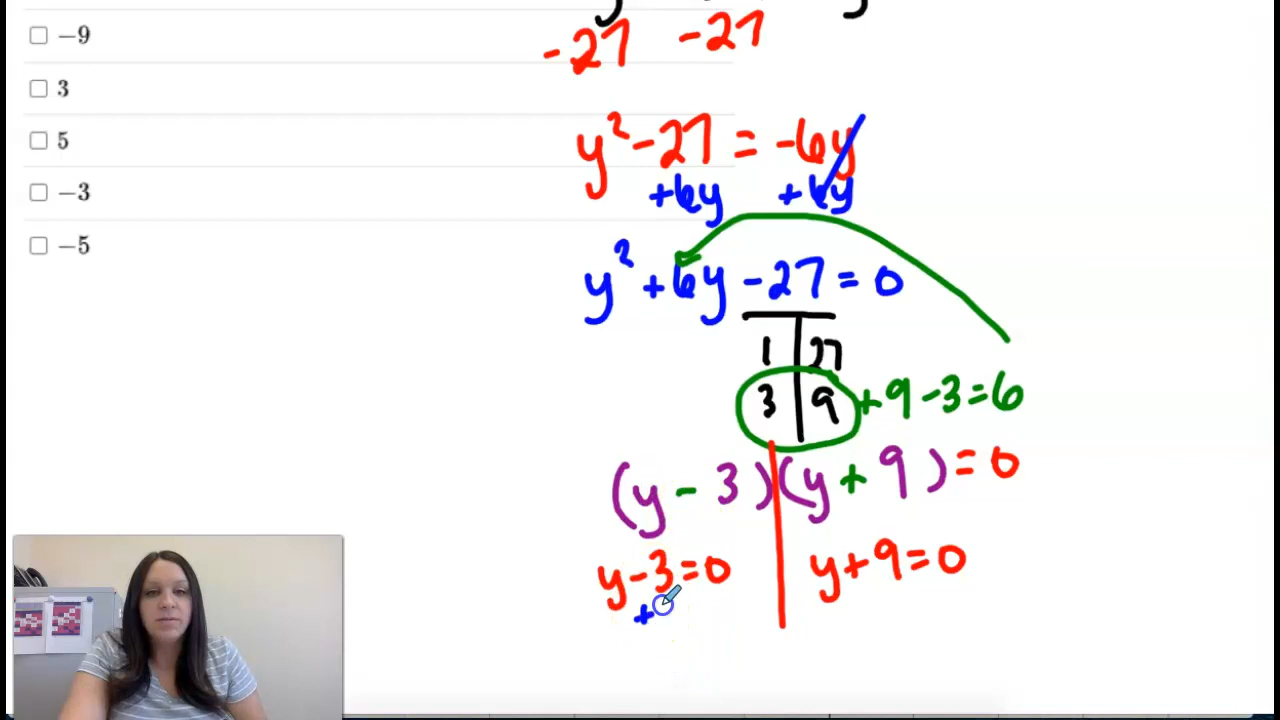 -9
3
5
-3
-5
-27 -27
y² - 27 = -6y
+6y +6y
y² + 6y - 27 = 0
1 27
3 9 +9 -3 = 6
(y - 3)(y + 9) = 0
y - 3 = 0 y + 9 = 0
+